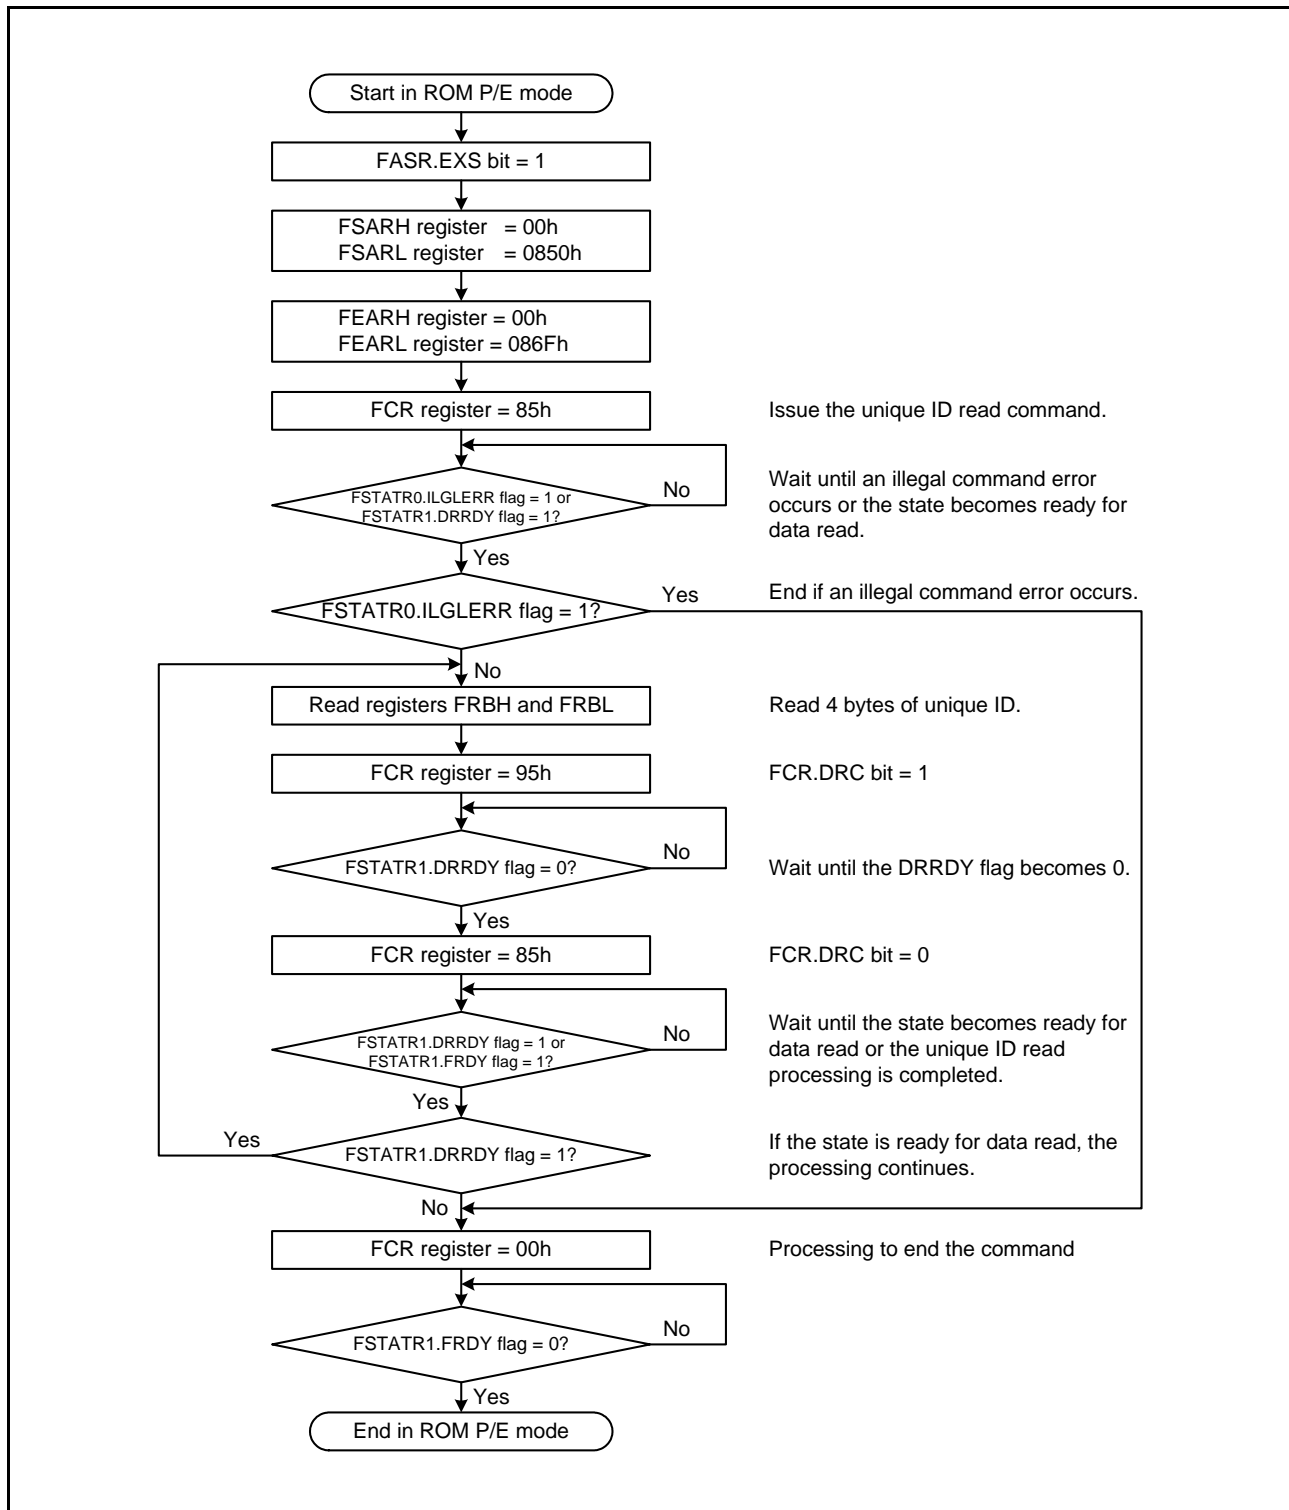 Start in ROM P/E mode
FASR.EXS bit = 1
FSARH register = 00h
FSARL register = 0850h
FEARH register = 00h
FEARL register = 086Fh
FCR register = 85h
Issue the unique ID read command.
FSTATR0.ILGLERR flag = 1 or
FSTATR1.DRRDY flag = 1?
No
Wait until an illegal command error
occurs or the state becomes ready for
data read.
Yes
FSTATR0.ILGLERR flag = 1?
Yes
End if an illegal command error occurs.
No
Read registers FRBH and FRBL
Read 4 bytes of unique ID.
FCR register = 95h
FCR.DRC bit = 1
FSTATR1.DRRDY flag = 0?
No
Wait until the DRRDY flag becomes 0.
Yes
FCR register = 85h
FCR.DRC bit = 0
FSTATR1.DRRDY flag = 1 or
FSTATR1.FRDY flag = 1?
No
Wait until the state becomes ready for
data read or the unique ID read
processing is completed.
Yes
Yes
FSTATR1.DRRDY flag = 1?
If the state is ready for data read, the
processing continues.
No
FCR register = 00h
Processing to end the command
FSTATR1.FRDY flag = 0?
No
Yes
End in ROM P/E mode